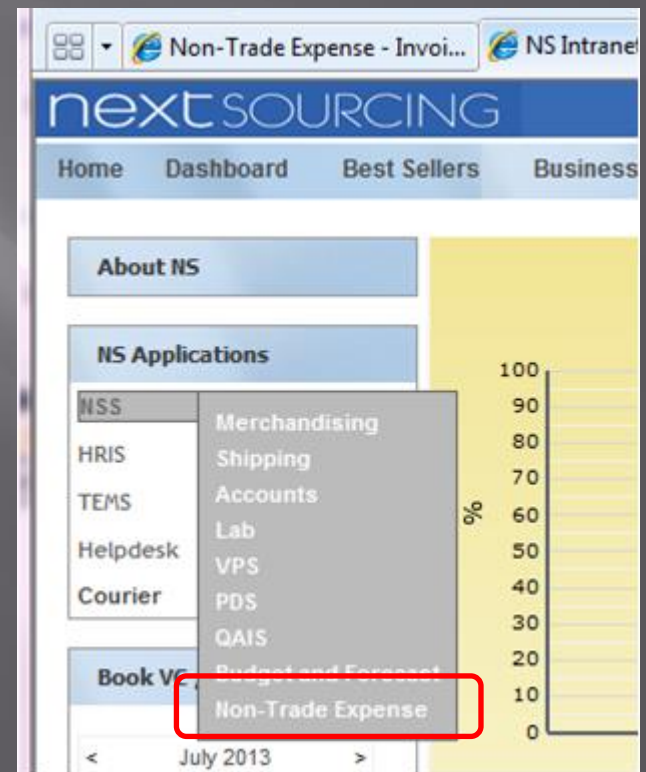 Non-Trade Expense - Invoi... NS Intranet
nextSOURCING
Home Dashboard Best Sellers Business
About NS
NS Applications
NSS
HRIS
TEMS
Helpdesk
Courier
Merchandising
Shipping
Accounts
Lab
VPS
PDS
QAIS
Budget and Forecast
Non-Trade Expense
Book VC
< July 2013 >
100
90
80
70
60
50
40
30
20
10
0
%